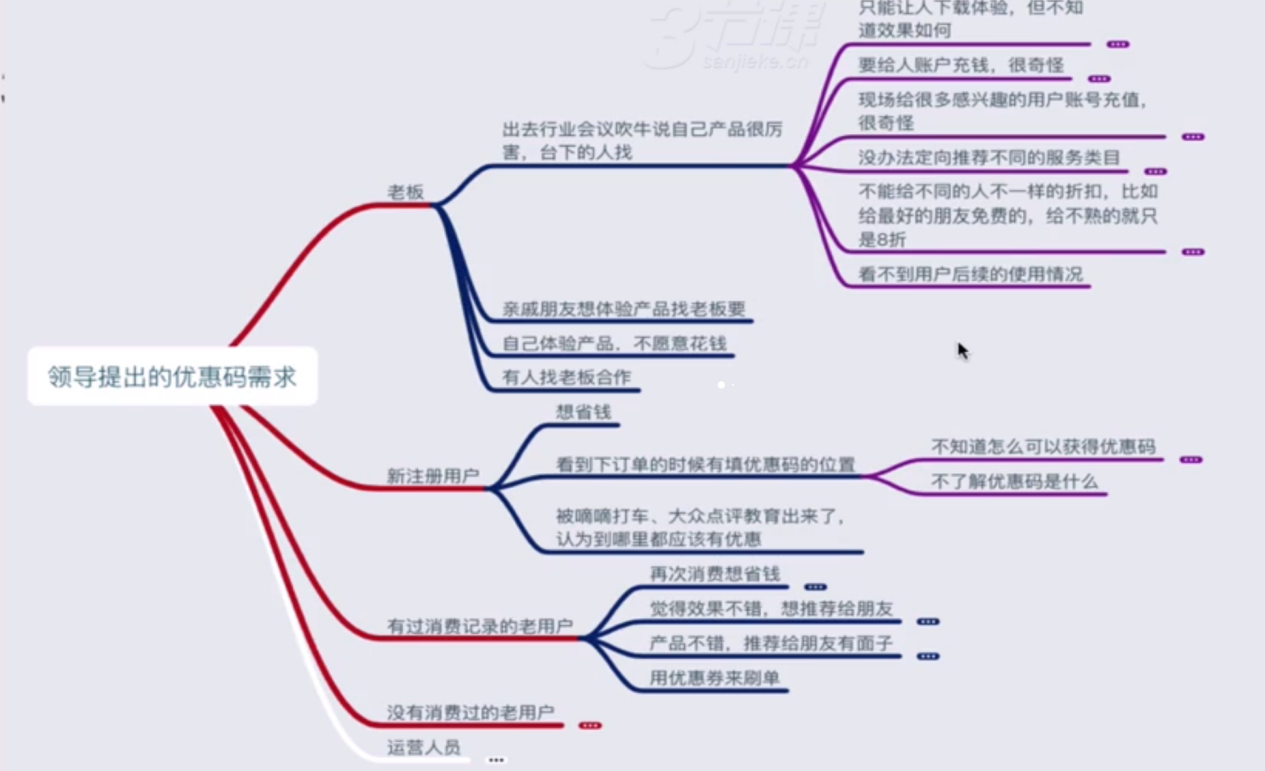 3节课
sanjieke.cn
只能让人下载体验，但不知
道效果如何
要给人账户充钱，很奇怪
现场给很多感兴趣的用户账号充值，
很奇怪
出去行业会议吹牛说自己产品很厉
害，台下的人找
没办法定向推荐不同的服务类目
老板
不能给不同的人不一样的折扣，比如
给最好的朋友免费的，给不熟的就只
是8折
看不到用户后续的使用情况
亲戚朋友想体验产品找老板要
自己体验产品，不愿意花钱
有人找老板合作
领导提出的优惠码需求
想省钱
新注册用户
看到下订单的时候有填优惠码的位置
不知道怎么可以获得优惠码
不了解优惠码是什么
被嘀嘀打车、大众点评教育出来了，
认为到哪里都应该有优惠
再次消费想省钱
有过消费记录的老用户
觉得效果不错，想推荐给朋友
产品不错，推荐给朋友有面子
用优惠券来刷单
没有消费过的老用户
运营人员